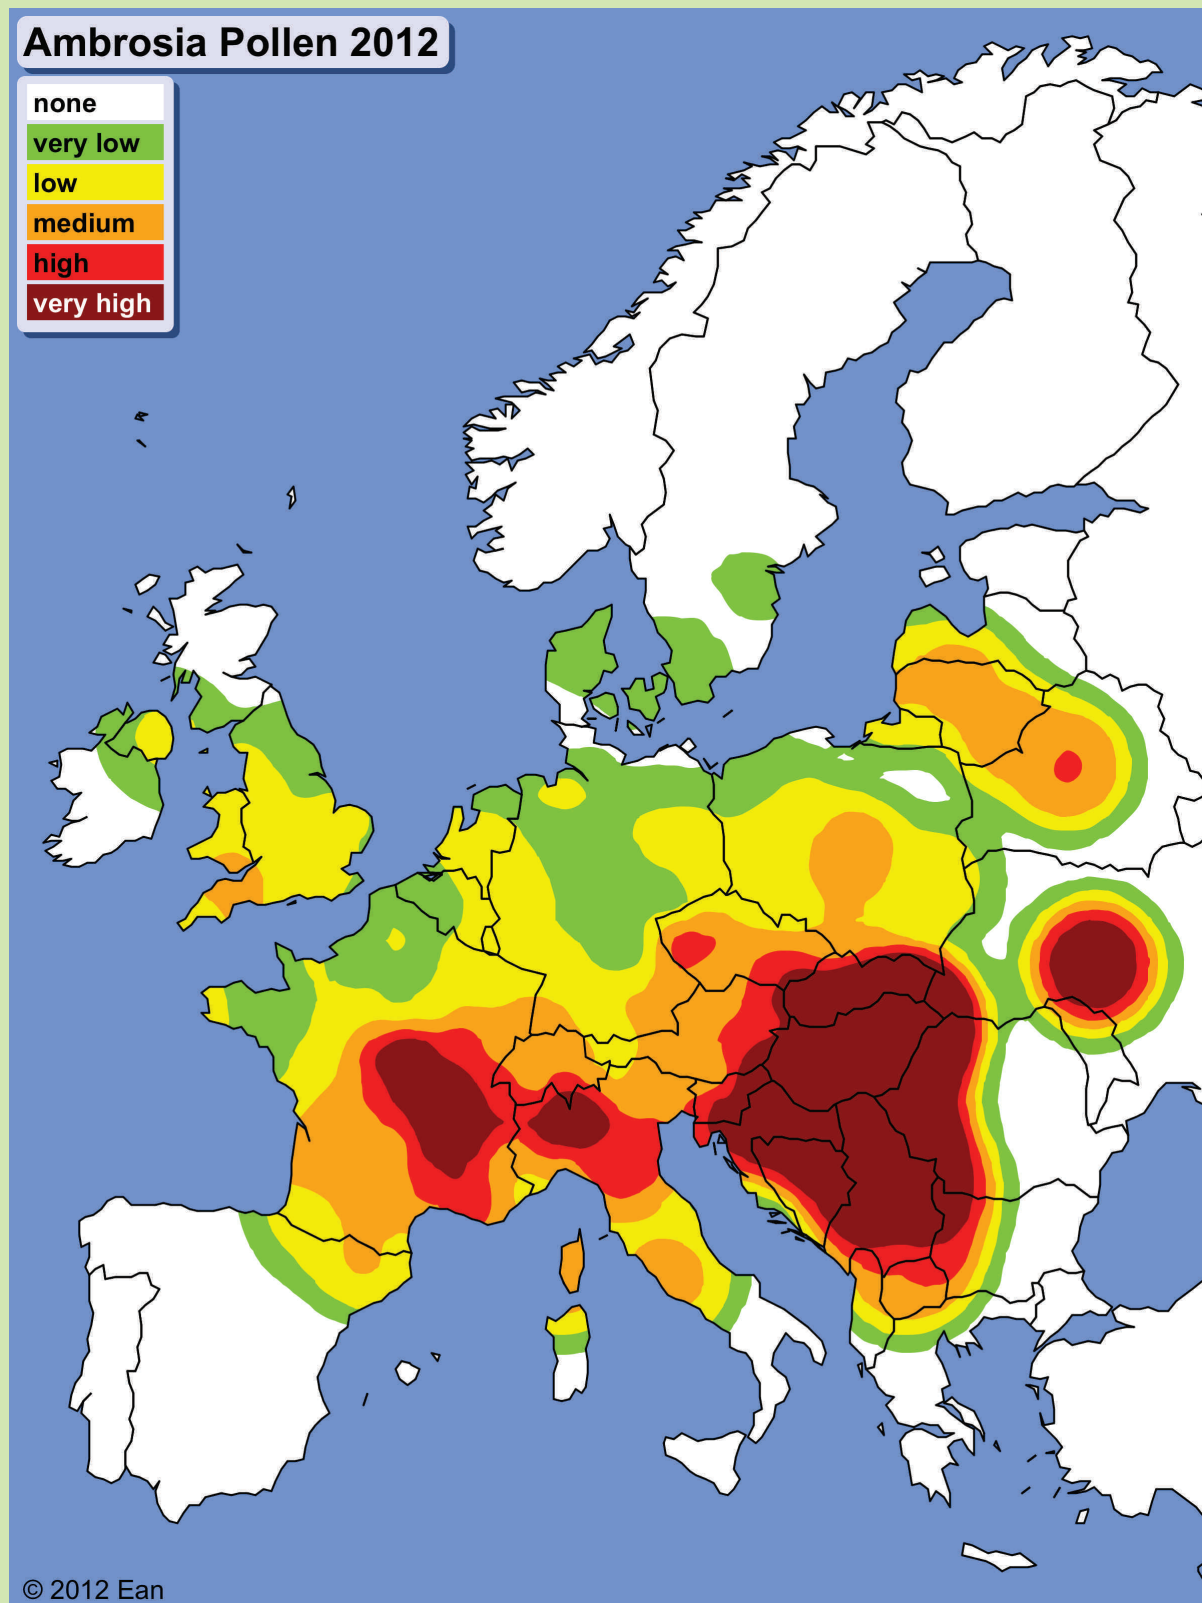 Ambrosia Pollen 2012
none
very low
low
medium
high
very high
© 2012 Ean